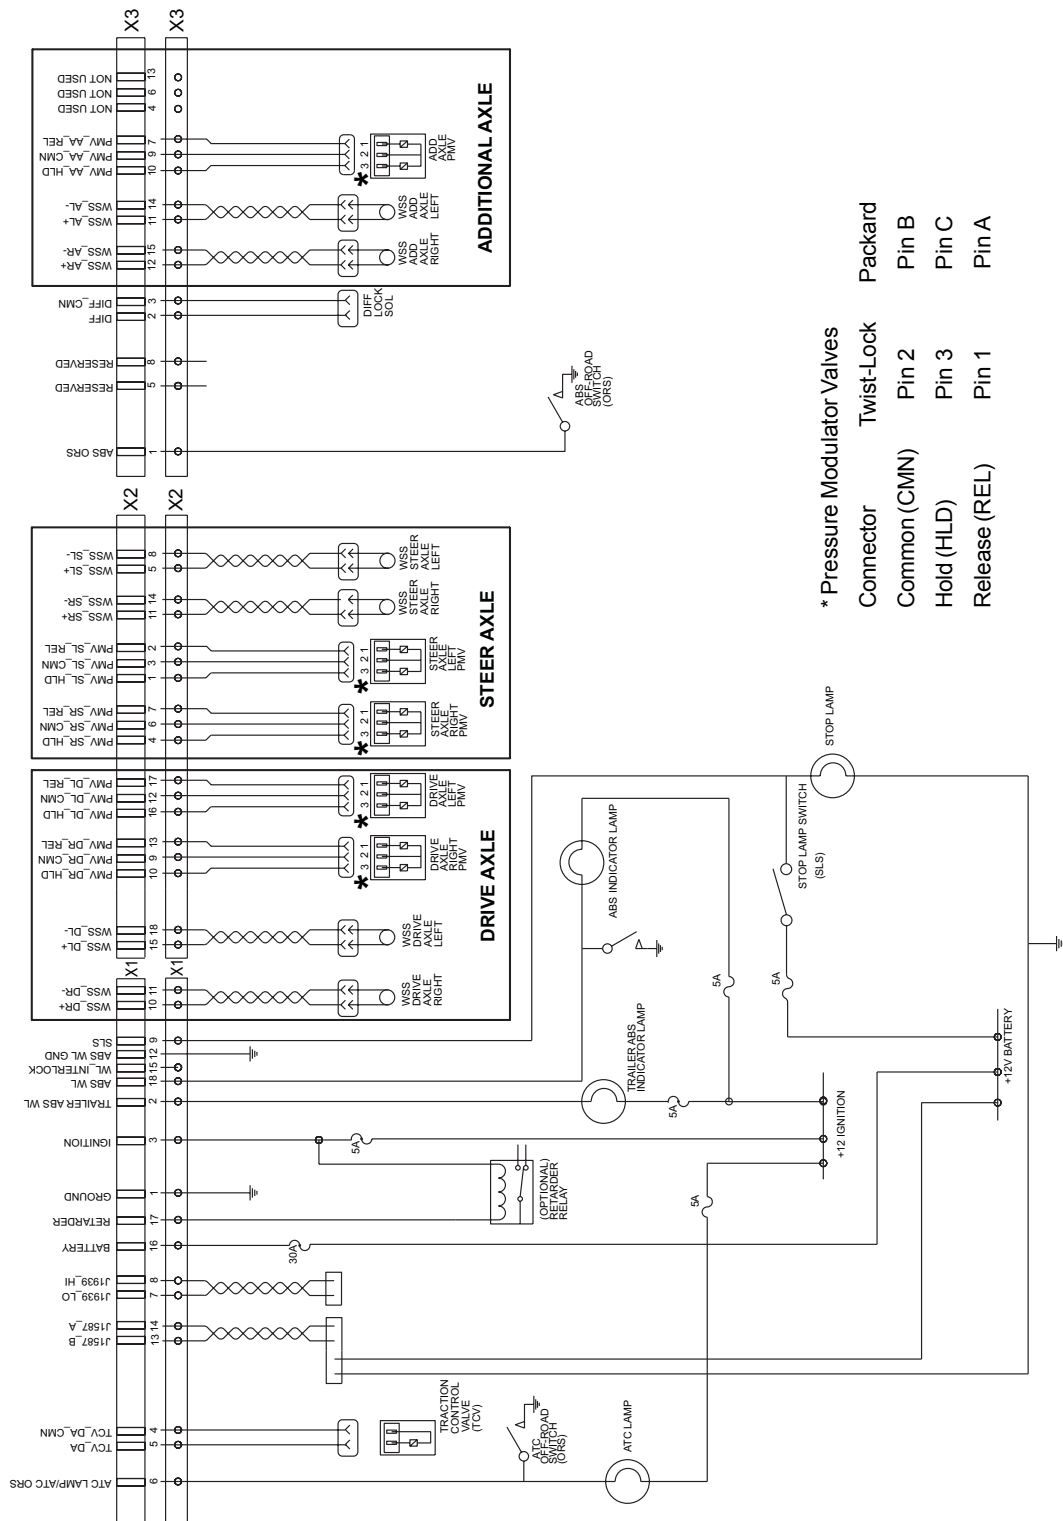 X3
X3
NOT USED 13
NOT USED 6
NOT USED 4
PMV_AA_REL 7
PMV_AA_CMN 9
PMV_AA_HLD 10
WSS_AL- 14
WSS_AL+ 11
WSS_AR- 15
WSS_AR+ 12
* 3 2 1
ADD
AXLE
PMV
WSS
ADD
AXLE
LEFT
WSS
ADD
AXLE
RIGHT
ADDITIONAL AXLE
DIFF_CMN 3
DIFF 2
DIFF
LOCK
SOL
RESERVED 8
RESERVED 5
ABS ORS 1
ABS
OFF-ROAD
SWITCH
(ORS)
X2
X2
WSS_SL- 8
WSS_SL+ 5
WSS_SR- 14
WSS_SR+ 11
PMV_SL_REL 2
PMV_SL_CMN 3
PMV_SL_HLD 1
PMV_SR_REL 7
PMV_SR_CMN 6
PMV_SR_HLD 4
WSS
STEER
AXLE
LEFT
WSS
STEER
AXLE
RIGHT
* 3 2 1
STEER
AXLE
LEFT
PMV
* 3 2 1
STEER
AXLE
RIGHT
PMV
STEER AXLE
PMV_DL_REL 17
PMV_DL_CMN 12
PMV_DL_HLD 16
PMV_DR_REL 13
PMV_DR_CMN 9
PMV_DR_HLD 10
WSS_DL- 18
WSS_DL+ 15
X1
X1
WSS_DR- 11
WSS_DR+ 10
* 3 2 1
DRIVE
AXLE
LEFT
PMV
* 3 2 1
DRIVE
AXLE
RIGHT
PMV
WSS
DRIVE
AXLE
LEFT
WSS
DRIVE
AXLE
RIGHT
DRIVE AXLE
SLS 9
ABS WL GND 12
WL_INTERLOCK 15
ABS WL 18
TRAILER ABS WL 2
IGNITION 3
GROUND 1
RETARDER 17
BATTERY 16
J1939_HI 8
J1939_LO 7
J1587_A 14
J1587_B 13
TCV_DA_CMN 4
TCV_DA 5
ATC LAMP/ATC ORS 6
STOP LAMP
STOP LAMP SWITCH
(SLS)
ABS INDICATOR LAMP
5A
5A
TRAILER ABS
INDICATOR LAMP
5A
5A
+12V BATTERY
+12 IGNITION
(OPTIONAL)
RETARDER
RELAY
5A
30A
TRACTION
CONTROL
VALVE
(TCV)
ATC
OFF-ROAD
SWITCH
(ORS)
ATC LAMP
* Pressure Modulator Valves
Connector Twist-Lock Packard
Common (CMN) Pin 2 Pin B
Hold (HLD) Pin 3 Pin C
Release (REL) Pin 1 Pin A